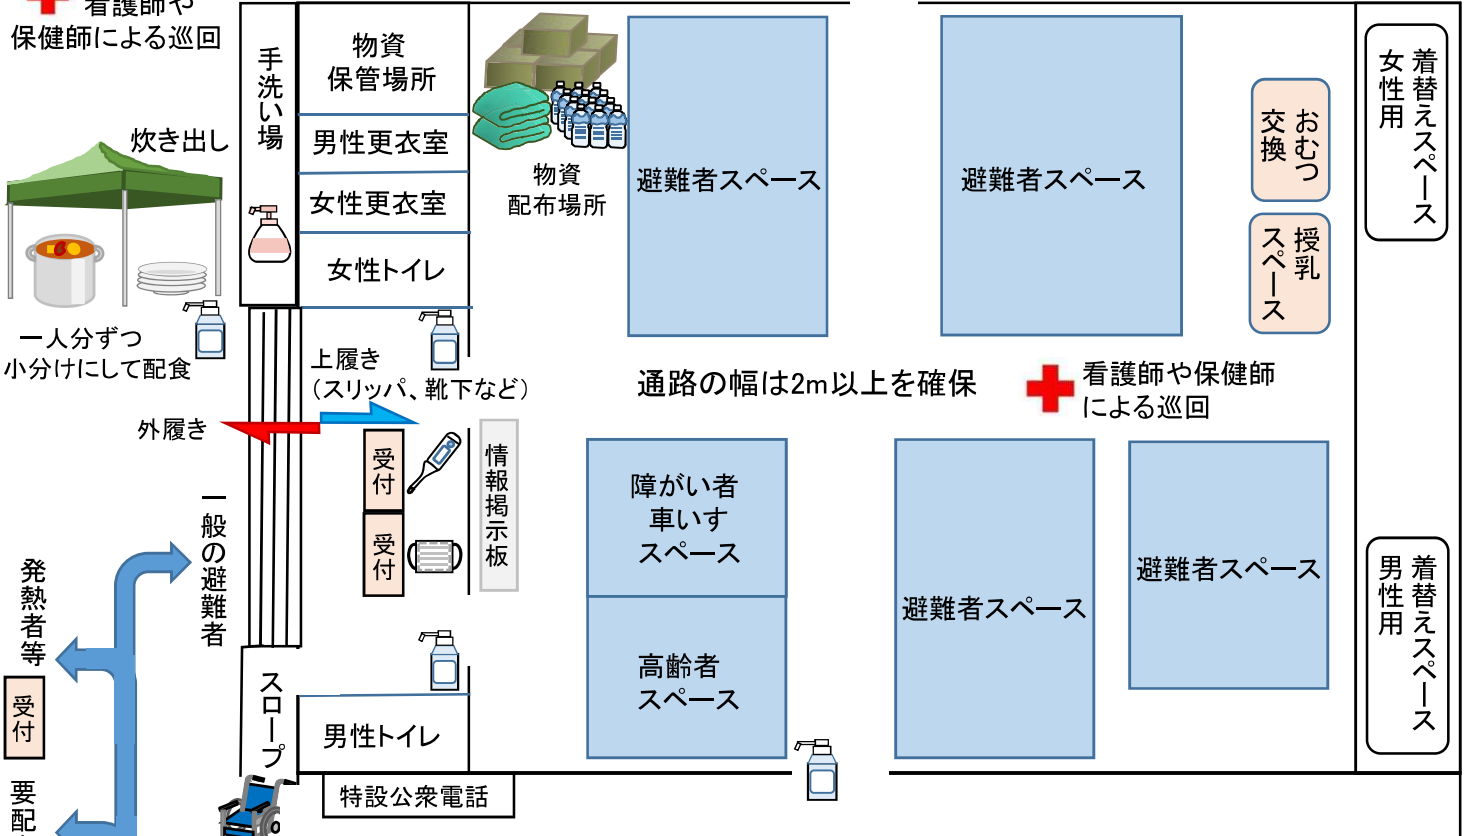 看護師や
保健師による巡回
炊き出し
一人分ずつ
小分けにして配食
手洗い場
物資
保管場所
男性更衣室
女性更衣室
女性トイレ
物資
配布場所
避難者スペース
避難者スペース
おむつ
交換
授乳
スペース
着替えスペース
女性用
上履き
（スリッパ、靴下など）
外履き
通路の幅は2m以上を確保
看護師や保健師
による巡回
受付
受付
情報掲示板
障がい者
車いす
スペース
高齢者
スペース
避難者スペース
避難者スペース
着替えスペース
男性用
一般の避難者
発熱者等
受付
要配
スロープ
男性トイレ
特設公衆電話